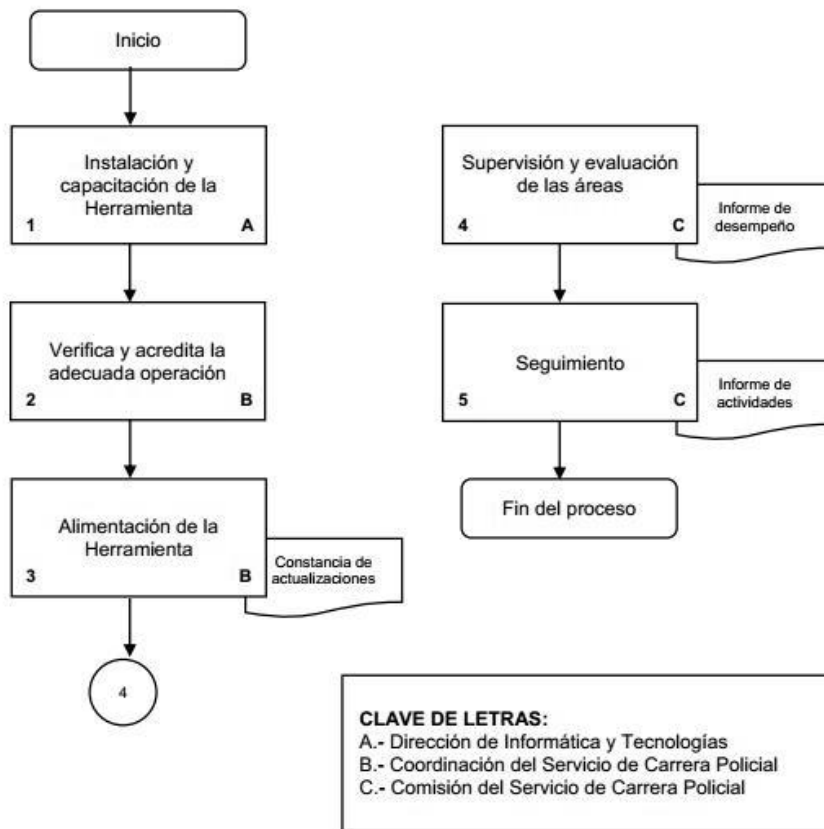 Inicio
Instalación y
capacitación de la
Herramienta
1 A
Verifica y acredita la
adecuada operación
2 B
Alimentación de la
Herramienta
3 B
Constancia de
actualizaciones
4
Supervisión y evaluación
de las áreas
4 C
Informe de
desempeño
Seguimiento
5 C
Informe de
actividades
Fin del proceso
CLAVE DE LETRAS:
A.- Dirección de Informática y Tecnologías
B.- Coordinación del Servicio de Carrera Policial
C.- Comisión del Servicio de Carrera Policial